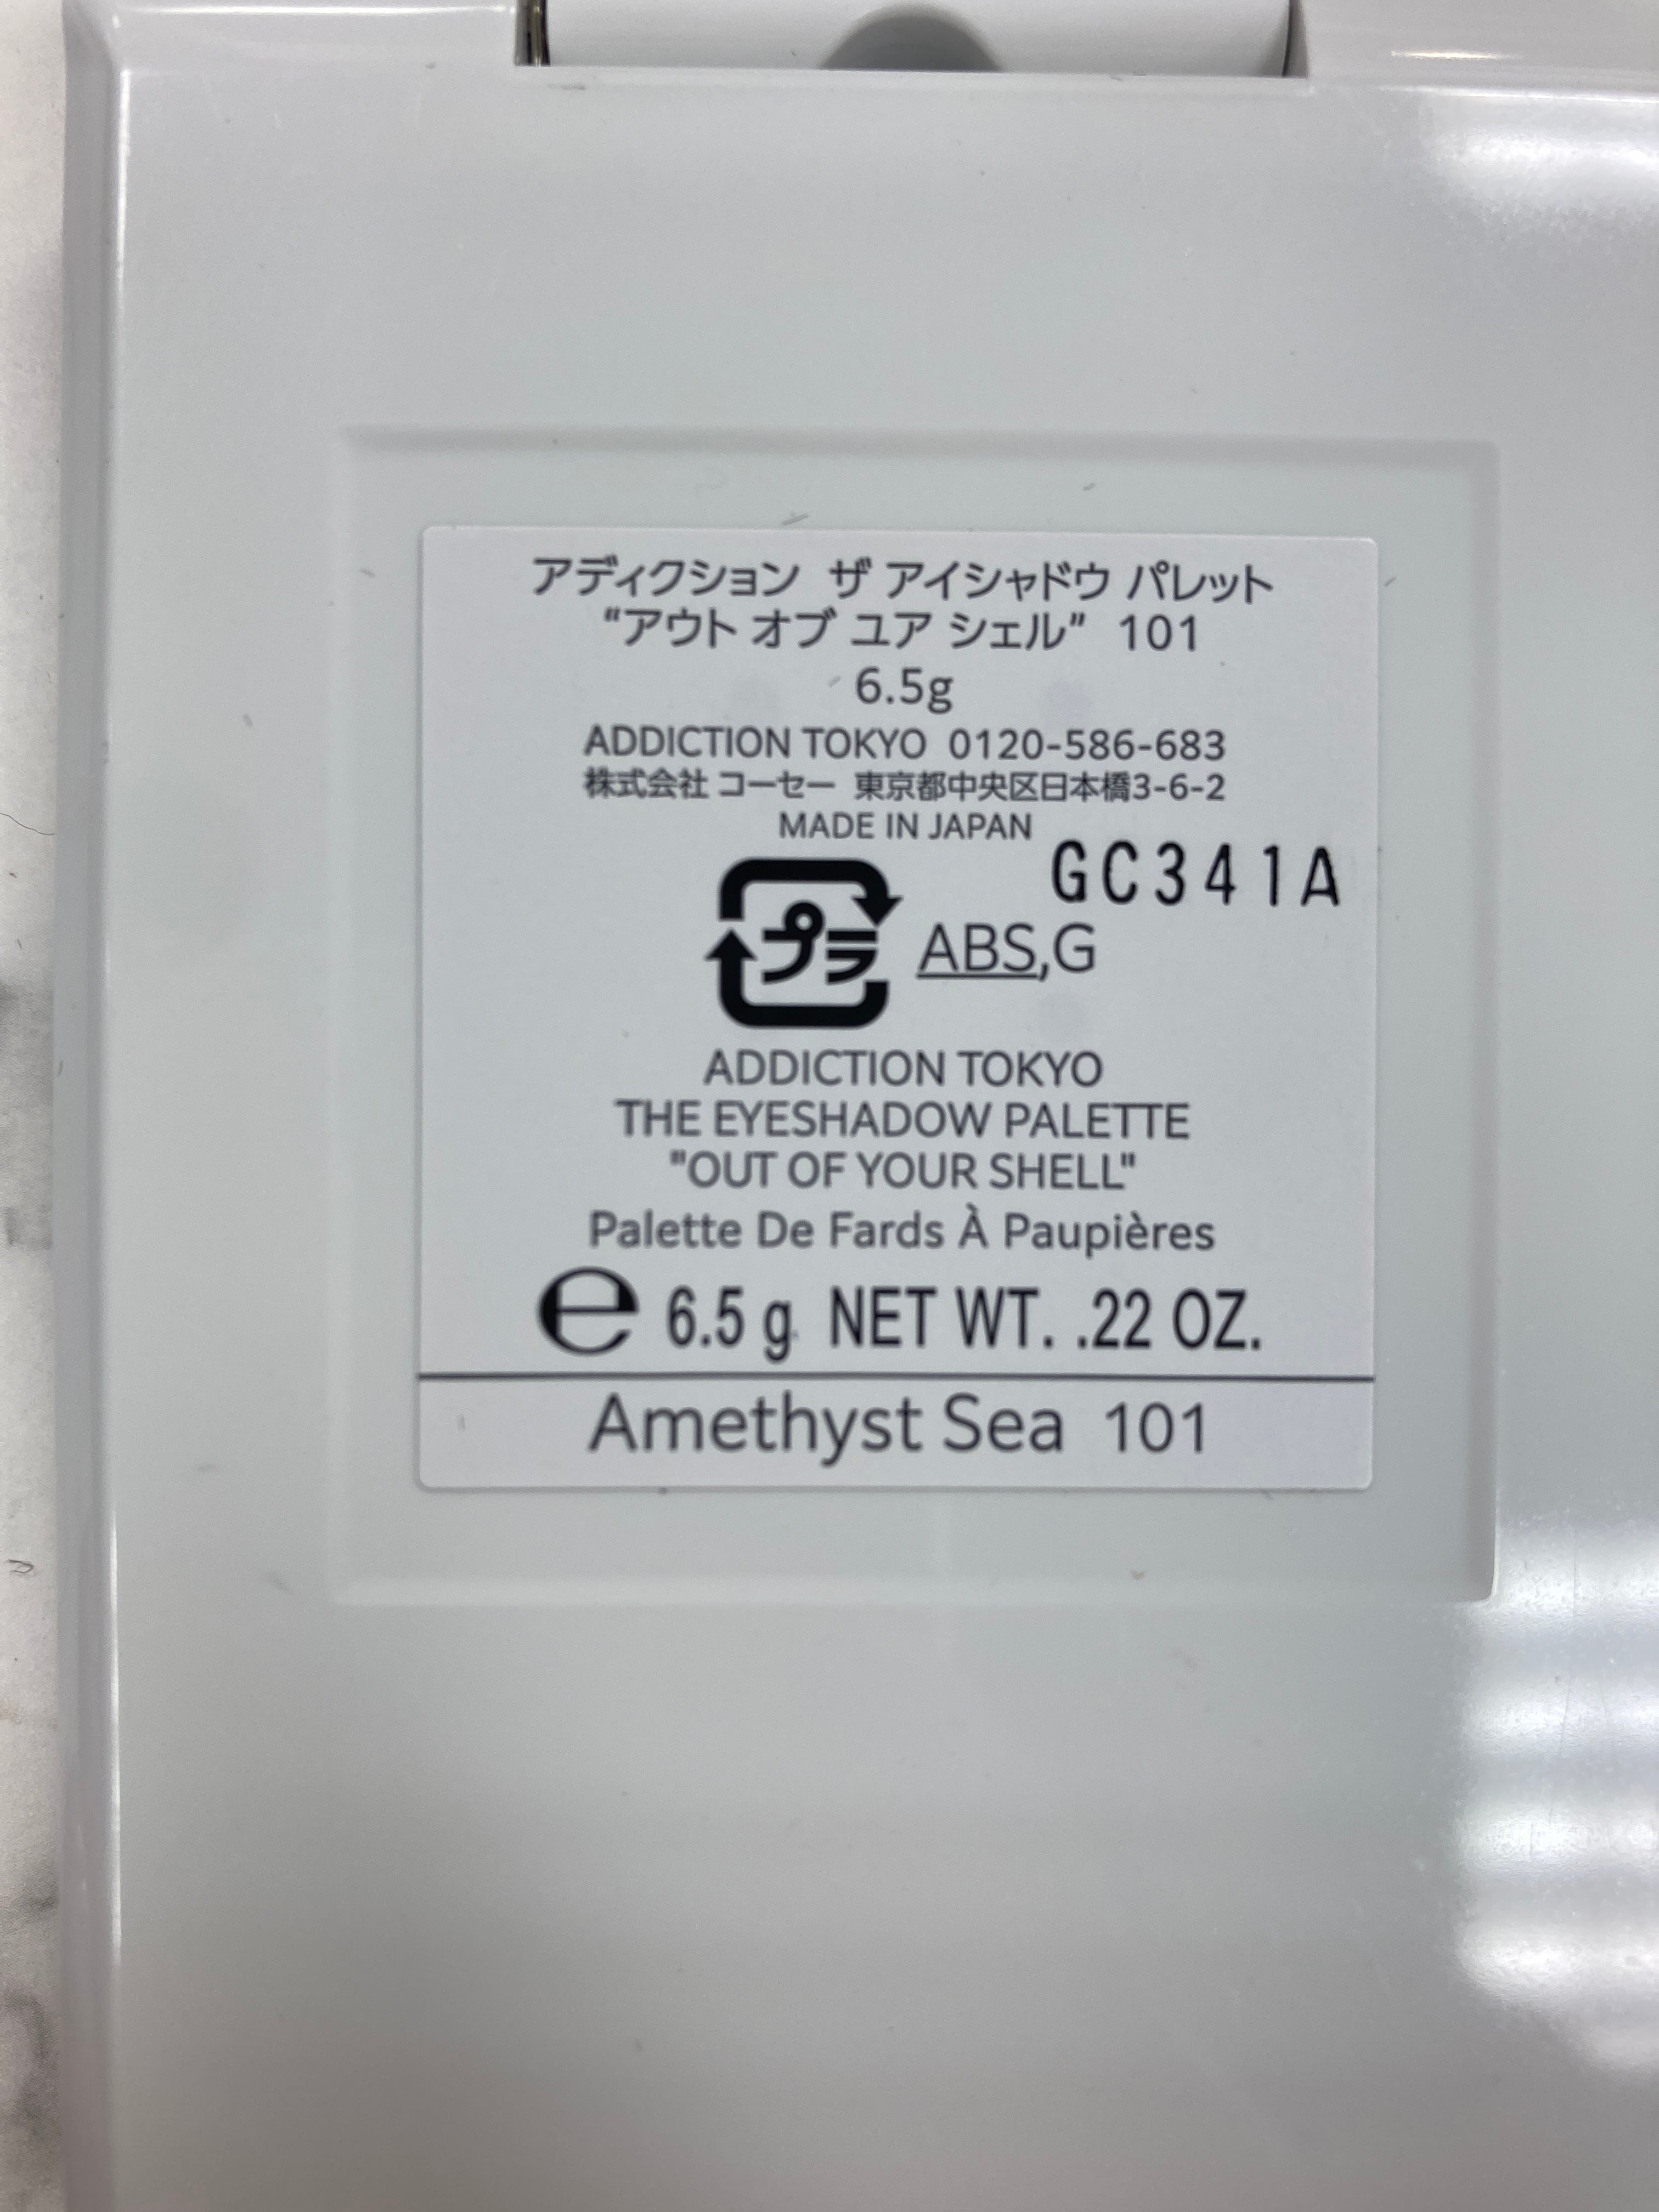 アディクション ザ アイシャドウ パレット
“アウト オブ ユア シェル” 101
6.5g
ADDICTION TOKYO 0120-586-683
株式会社 コーセー 東京都中央区日本橋3-6-2
MADE IN JAPAN
GC341A
プラ ABS,G
ADDICTION TOKYO
THE EYESHADOW PALETTE
"OUT OF YOUR SHELL"
Palette De Fards À Paupières
℮ 6.5 g NET WT. .22 OZ.
Amethyst Sea 101